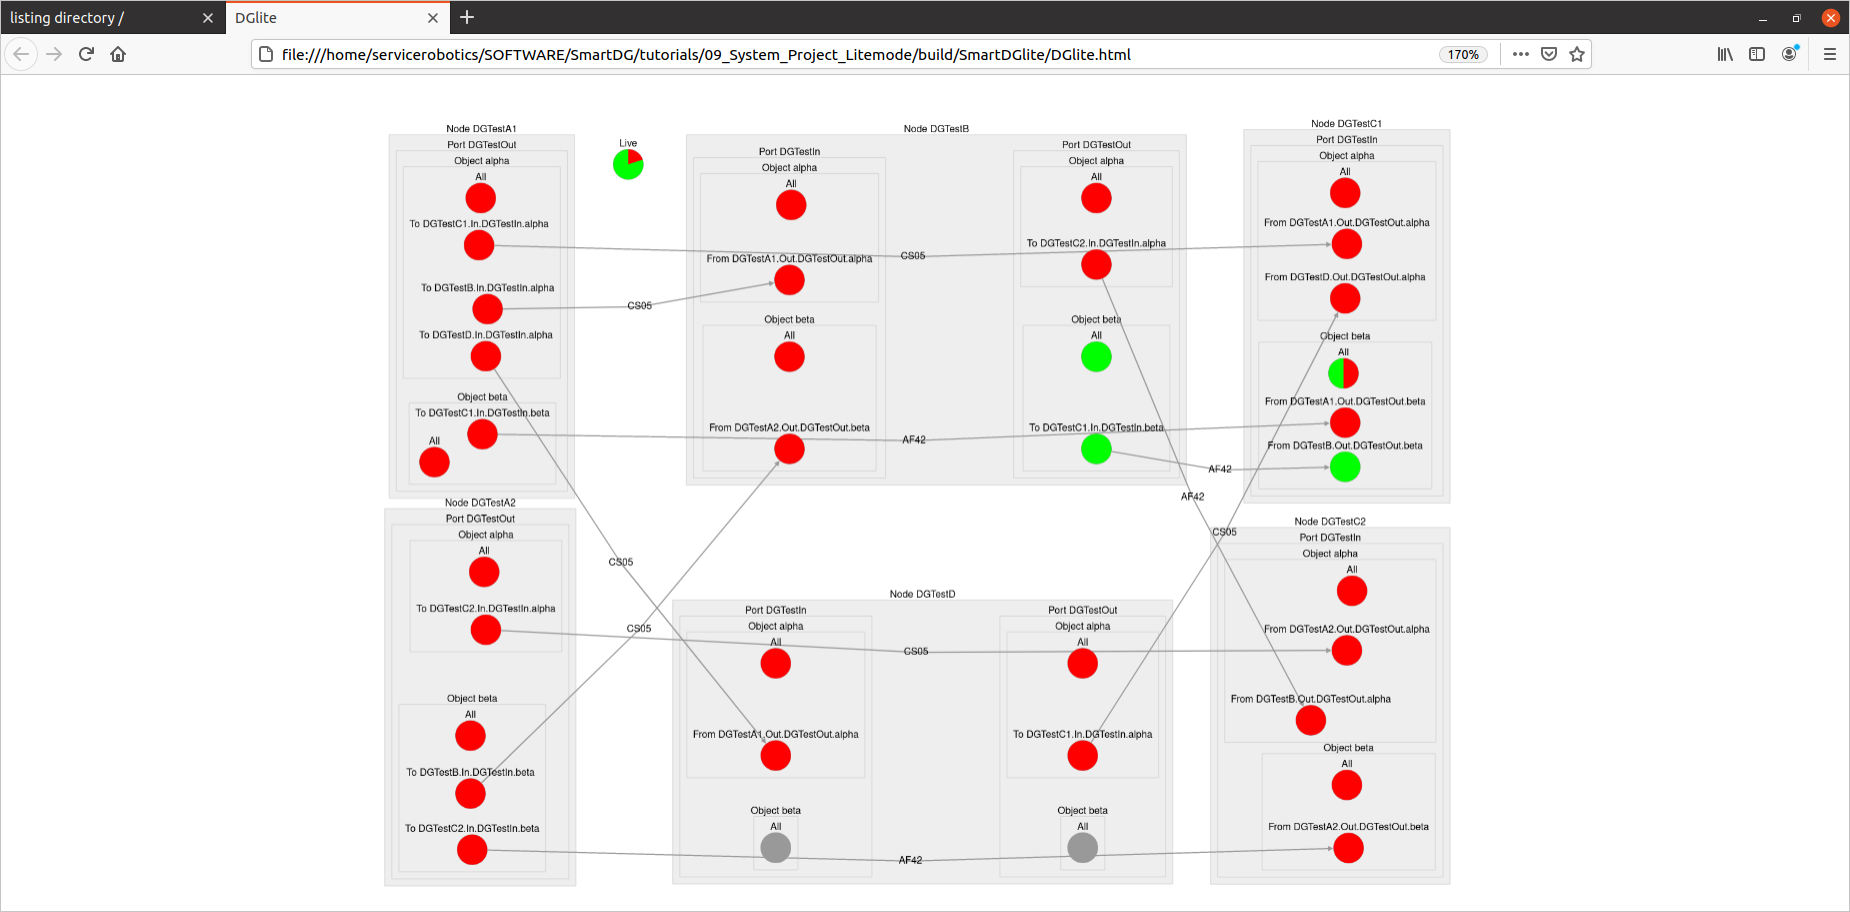 listing directory /
DGlite
file:///home/servicerobotics/SOFTWARE/SmartDG/tutorials/09_System_Project_Litemode/build/SmartDGlite/DGlite.html
170%
Node DGTestA1
Port DGTestOut
Object alpha
All
To DGTestC1.In.DGTestIn.alpha
To DGTestB.In.DGTestIn.alpha
To DGTestD.In.DGTestIn.alpha
Object beta
To DGTestC1.In.DGTestIn.beta
All
Live
Node DGTestB
Port DGTestIn
Object alpha
All
From DGTestA1.Out.DGTestOut.alpha
Object beta
All
From DGTestA2.Out.DGTestOut.beta
Port DGTestOut
Object alpha
All
To DGTestC2.In.DGTestIn.alpha
Object beta
All
To DGTestC1.In.DGTestIn.beta
Node DGTestC1
Port DGTestIn
Object alpha
All
From DGTestA1.Out.DGTestOut.alpha
From DGTestD.Out.DGTestOut.alpha
Object beta
All
From DGTestA1.Out.DGTestOut.beta
From DGTestB.Out.DGTestOut.beta
CS05
CS05
AF42
AF42
AF42
CS05
CS05
CS05
CS05
AF42
Node DGTestA2
Port DGTestOut
Object alpha
All
To DGTestC2.In.DGTestIn.alpha
Object beta
All
To DGTestB.In.DGTestIn.beta
To DGTestC2.In.DGTestIn.beta
Node DGTestD
Port DGTestIn
Object alpha
All
From DGTestA1.Out.DGTestOut.alpha
Object beta
All
Port DGTestOut
Object alpha
All
To DGTestC1.In.DGTestIn.alpha
Object beta
All
Node DGTestC2
Port DGTestIn
Object alpha
All
From DGTestA2.Out.DGTestOut.alpha
From DGTestB.Out.DGTestOut.alpha
Object beta
All
From DGTestA2.Out.DGTestOut.beta